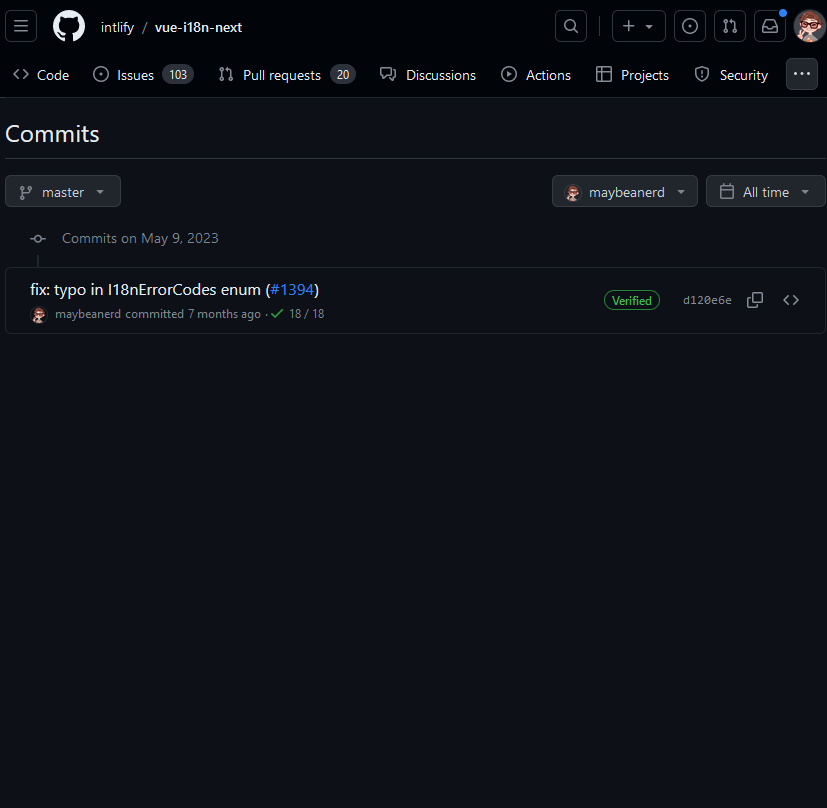 intlify / vue-i18n-next
Code Issues 103 Pull requests 20 Discussions Actions Projects Security
Commits
master maybeanerd All time
Commits on May 9, 2023
fix: typo in I18nErrorCodes enum (#1394)
Verified d120e6e
maybeanerd committed 7 months ago · 18 / 18